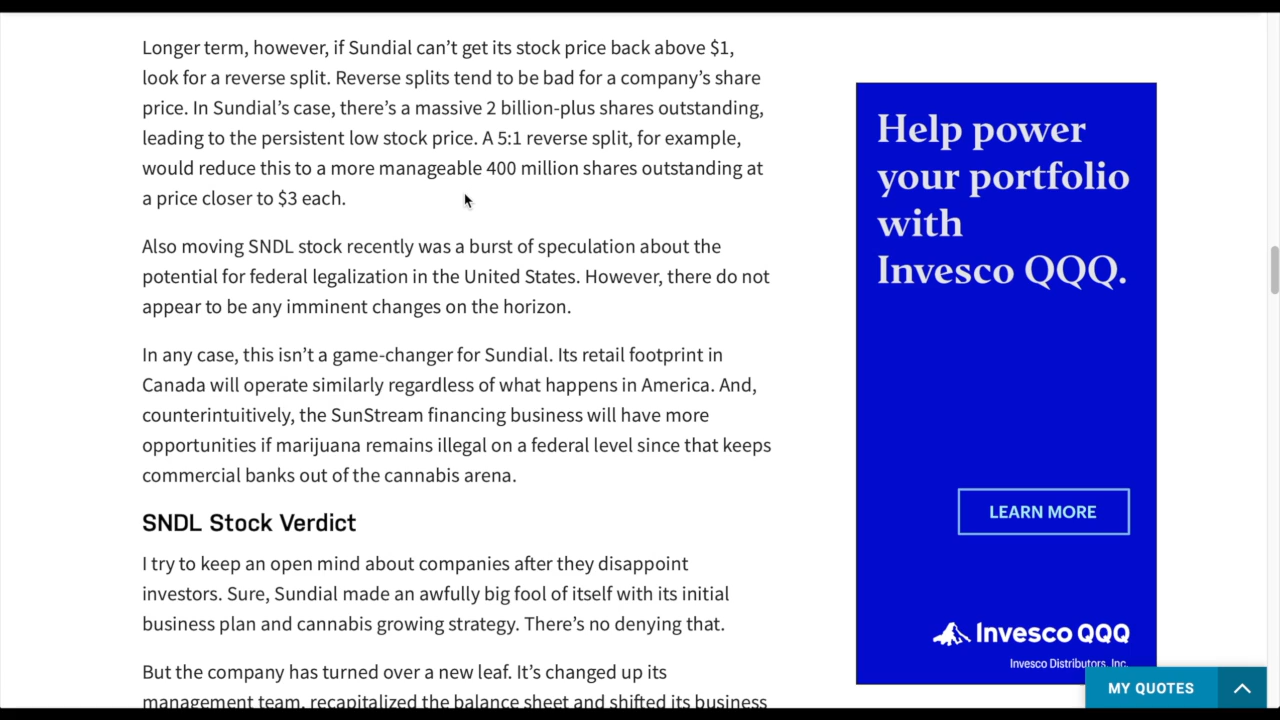 Longer term, however, if Sundial can’t get its stock price back above $1,
look for a reverse split. Reverse splits tend to be bad for a company’s share
price. In Sundial’s case, there’s a massive 2 billion-plus shares outstanding,
leading to the persistent low stock price. A 5:1 reverse split, for example,
would reduce this to a more manageable 400 million shares outstanding at
a price closer to $3 each.
Also moving SNDL stock recently was a burst of speculation about the
potential for federal legalization in the United States. However, there do not
appear to be any imminent changes on the horizon.
In any case, this isn’t a game-changer for Sundial. Its retail footprint in
Canada will operate similarly regardless of what happens in America. And,
counterintuitively, the SunStream financing business will have more
opportunities if marijuana remains illegal on a federal level since that keeps
commercial banks out of the cannabis arena.
SNDL Stock Verdict
I try to keep an open mind about companies after they disappoint
investors. Sure, Sundial made an awfully big fool of itself with its initial
business plan and cannabis growing strategy. There’s no denying that.
But the company has turned over a new leaf. It’s changed up its
management team, recapitalized the balance sheet and shifted its business
Help power
your portfolio
with
Invesco QQQ.
LEARN MORE
Invesco QQQ
Invesco Distributors, Inc.
MY QUOTES